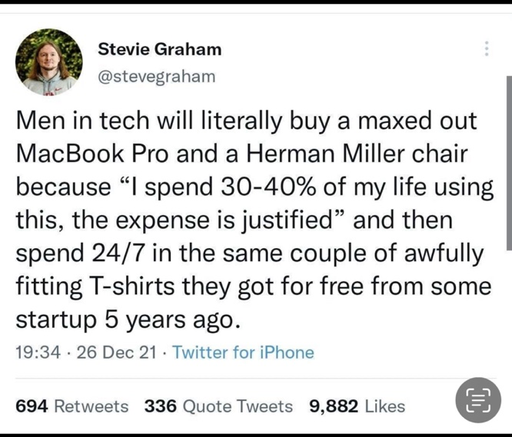 Stevie Graham
@stevegraham
Men in tech will literally buy a maxed out
MacBook Pro and a Herman Miller chair
because “I spend 30-40% of my life using
this, the expense is justified” and then
spend 24/7 in the same couple of awfully
fitting T-shirts they got for free from some
startup 5 years ago.
19:34 · 26 Dec 21 · Twitter for iPhone
694 Retweets 336 Quote Tweets 9,882 Likes